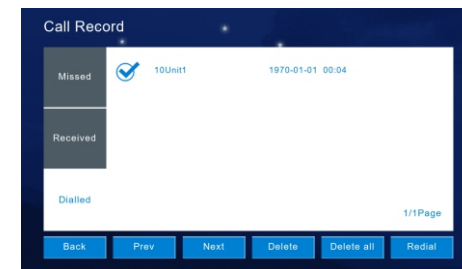 Call Record
Missed
10Unit1 1970-01-01 00:04
Received
Dialled
1/1Page
Back Prev Next Delete Delete all Redial